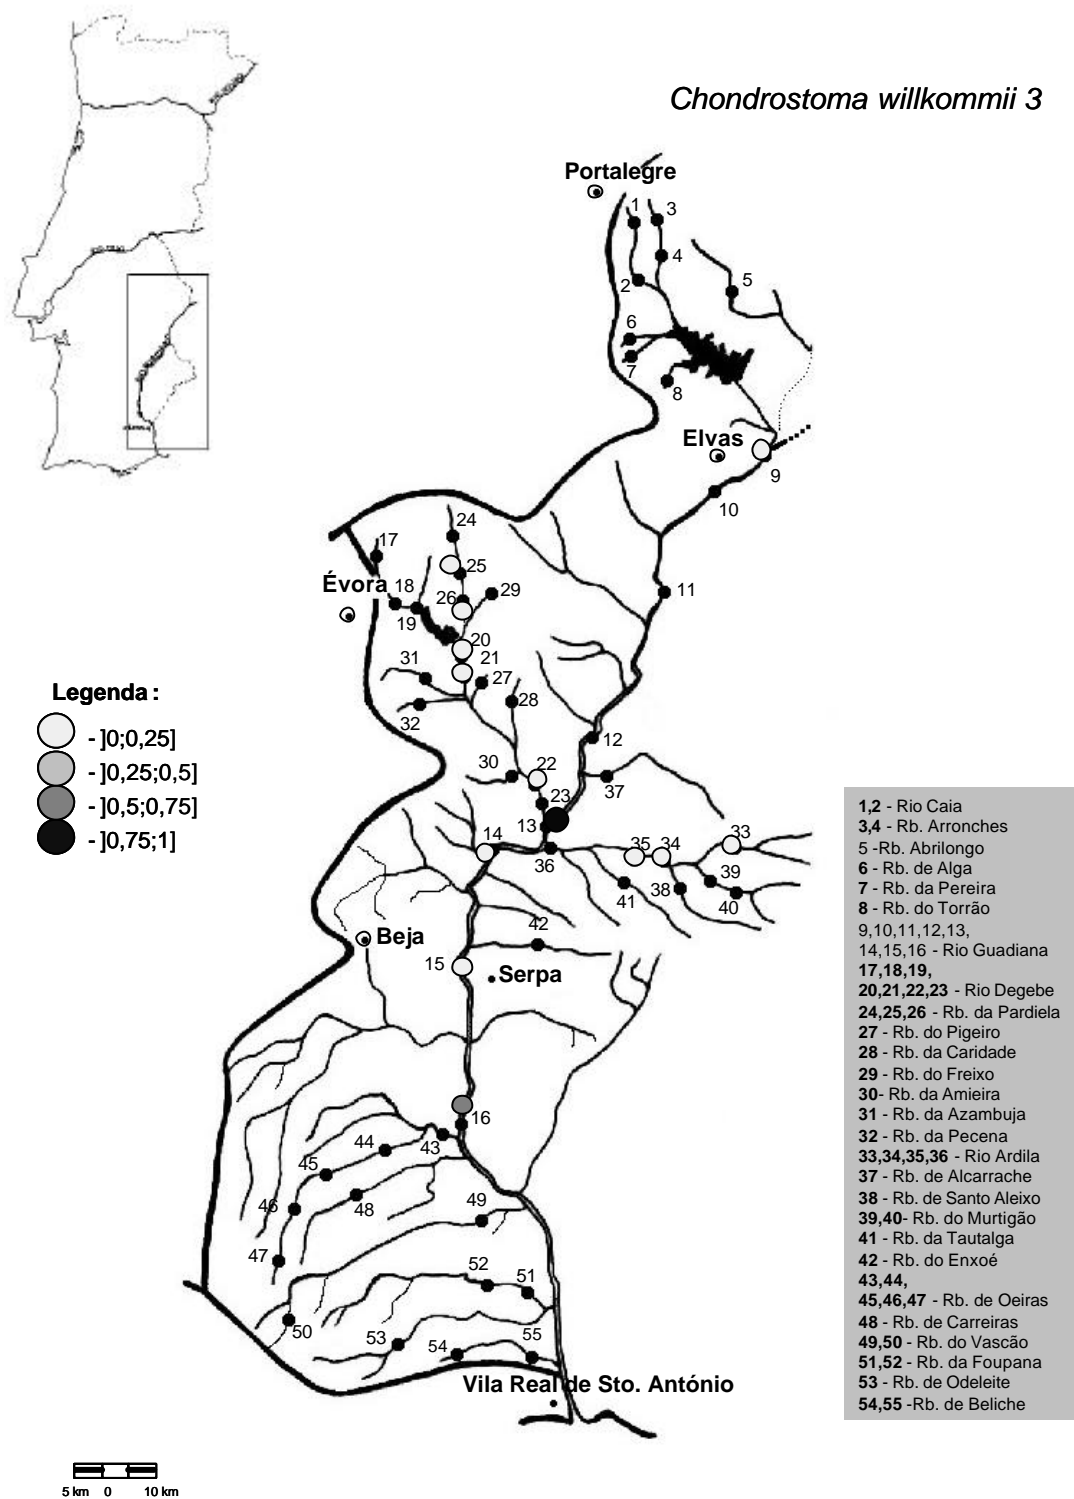 Chondrostoma willkommii 3
Portalegre
1
3
4
2
5
6
7
8
Elvas
9
10
24
17
25
Évora
18
26
29
11
19
20
21
31
27
28
32
12
Legenda :
- ]0;0,25]
- ]0,25;0,5]
- ]0,5;0,75]
- ]0,75;1]
30
22
37
23
13
14
36
35
34
33
39
38
41
40
42
Beja
15
Serpa
16
44
43
45
46
48
49
47
52
51
50
53
54
55
Vila Real de Sto. António
1,2 - Rio Caia
3,4 - Rb. Arronches
5 -Rb. Abrilongo
6 - Rb. de Alga
7 - Rb. da Pereira
8 - Rb. do Torrão
9,10,11,12,13,
14,15,16 - Rio Guadiana
17,18,19,
20,21,22,23 - Rio Degebe
24,25,26 - Rb. da Pardiela
27 - Rb. do Pigeiro
28 - Rb. da Caridade
29 - Rb. do Freixo
30- Rb. da Amieira
31 - Rb. da Azambuja
32 - Rb. da Pecena
33,34,35,36 - Rio Ardila
37 - Rb. de Alcarrache
38 - Rb. de Santo Aleixo
39,40- Rb. do Murtigão
41 - Rb. da Tautalga
42 - Rb. do Enxoé
43,44,
45,46,47 - Rb. de Oeiras
48 - Rb. de Carreiras
49,50 - Rb. do Vascão
51,52 - Rb. da Foupana
53 - Rb. de Odeleite
54,55 -Rb. de Beliche
5 km 0 10 km